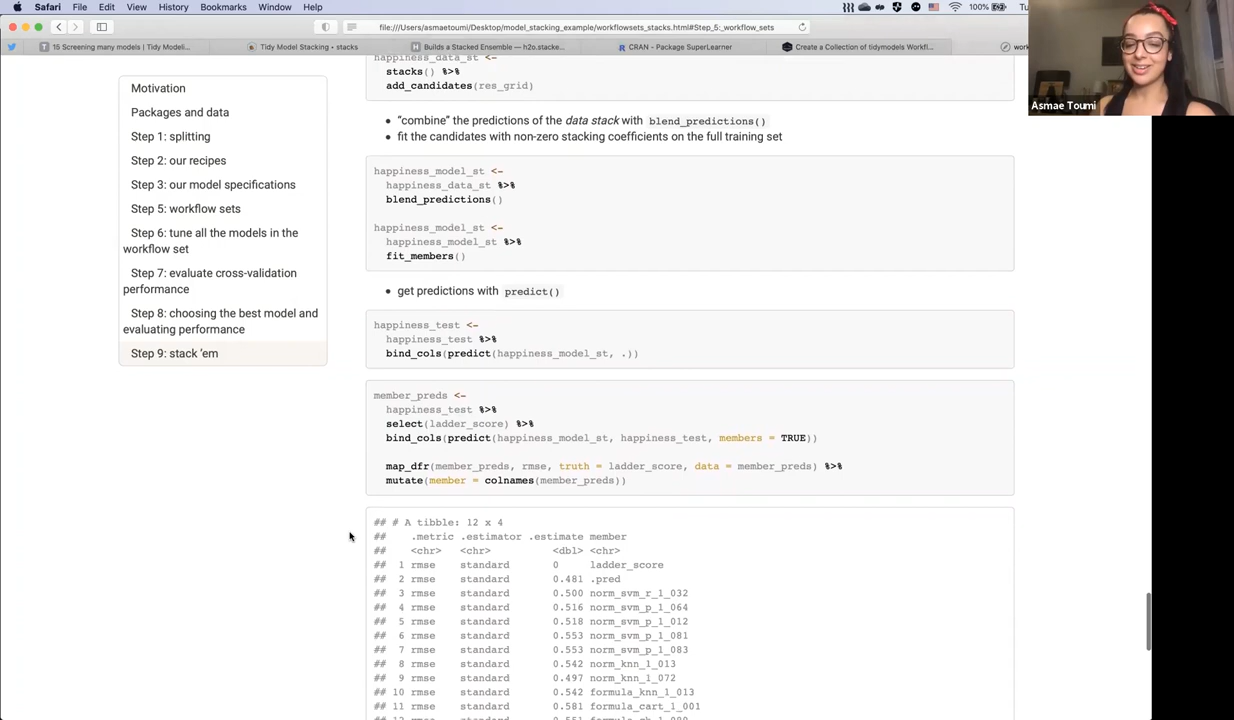 Safari File Edit View History Bookmarks Window Help 100% Tu
file:///Users/asmaetoumi/Desktop/model_stacking_example/workflowsets_stacks.html#Step_5:_workflow_sets
15 Screening many models | Tidy Modeli... Tidy Model Stacking • stacks Builds a Stacked Ensemble — h2o.stacke... CRAN - Package SuperLearner Create a Collection of tidymodels Workfl... work
Asmae Toumi
Motivation
Packages and data
Step 1: splitting
Step 2: our recipes
Step 3: our model specifications
Step 5: workflow sets
Step 6: tune all the models in the
workflow set
Step 7: evaluate cross-validation
performance
Step 8: choosing the best model and
evaluating performance
Step 9: stack 'em
happiness_data_st <-
stacks() %>%
add_candidates(res_grid)
• "combine" the predictions of the data stack with blend_predictions()
• fit the candidates with non-zero stacking coefficients on the full training set
happiness_model_st <-
happiness_data_st %>%
blend_predictions()
happiness_model_st <-
happiness_model_st %>%
fit_members()
• get predictions with predict()
happiness_test <-
happiness_test %>%
bind_cols(predict(happiness_model_st, .))
member_preds <-
happiness_test %>%
select(ladder_score) %>%
bind_cols(predict(happiness_model_st, happiness_test, members = TRUE))
map_dfr(member_preds, rmse, truth = ladder_score, data = member_preds) %>%
mutate(member = colnames(member_preds))
## # A tibble: 12 x 4
## .metric .estimator .estimate member
## <chr> <chr> <dbl> <chr>
## 1 rmse standard 0 ladder_score
## 2 rmse standard 0.481 .pred
## 3 rmse standard 0.500 norm_svm_r_1_032
## 4 rmse standard 0.516 norm_svm_p_1_064
## 5 rmse standard 0.518 norm_svm_p_1_012
## 6 rmse standard 0.553 norm_svm_p_1_081
## 7 rmse standard 0.553 norm_svm_p_1_083
## 8 rmse standard 0.542 norm_knn_1_013
## 9 rmse standard 0.497 norm_knn_1_072
## 10 rmse standard 0.542 formula_knn_1_013
## 11 rmse standard 0.581 formula_cart_1_001